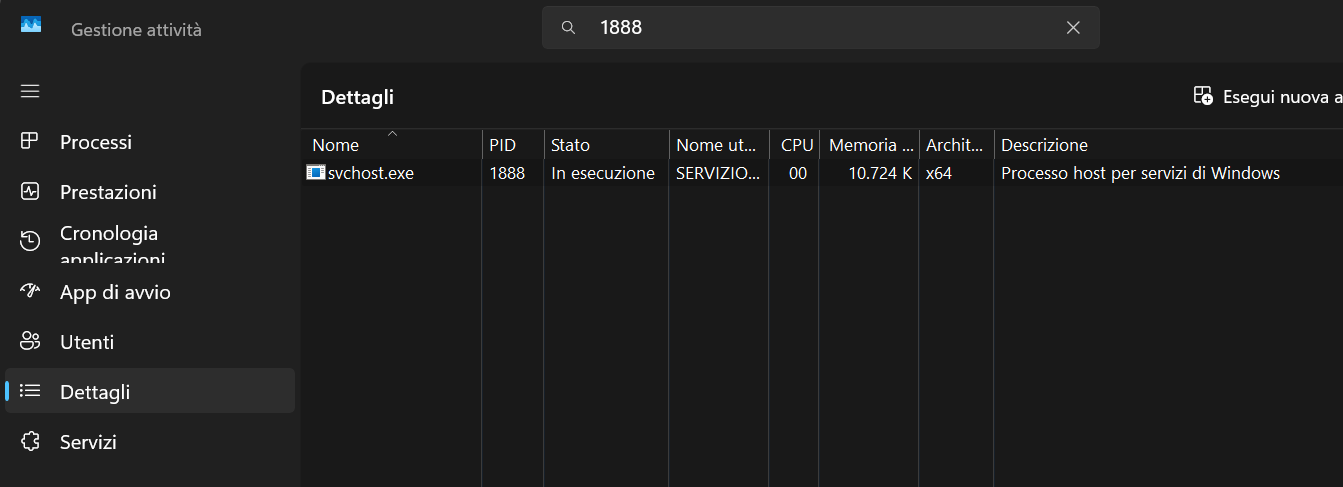 Gestione attività
1888
Dettagli
Esegui nuova a
Processi
Prestazioni
Cronologia
applicazioni
App di avvio
Utenti
Dettagli
Servizi
Nome PID Stato Nome ut... CPU Memoria ... Archit... Descrizione
svchost.exe 1888 In esecuzione SERVIZIO... 00 10.724 K x64 Processo host per servizi di Windows